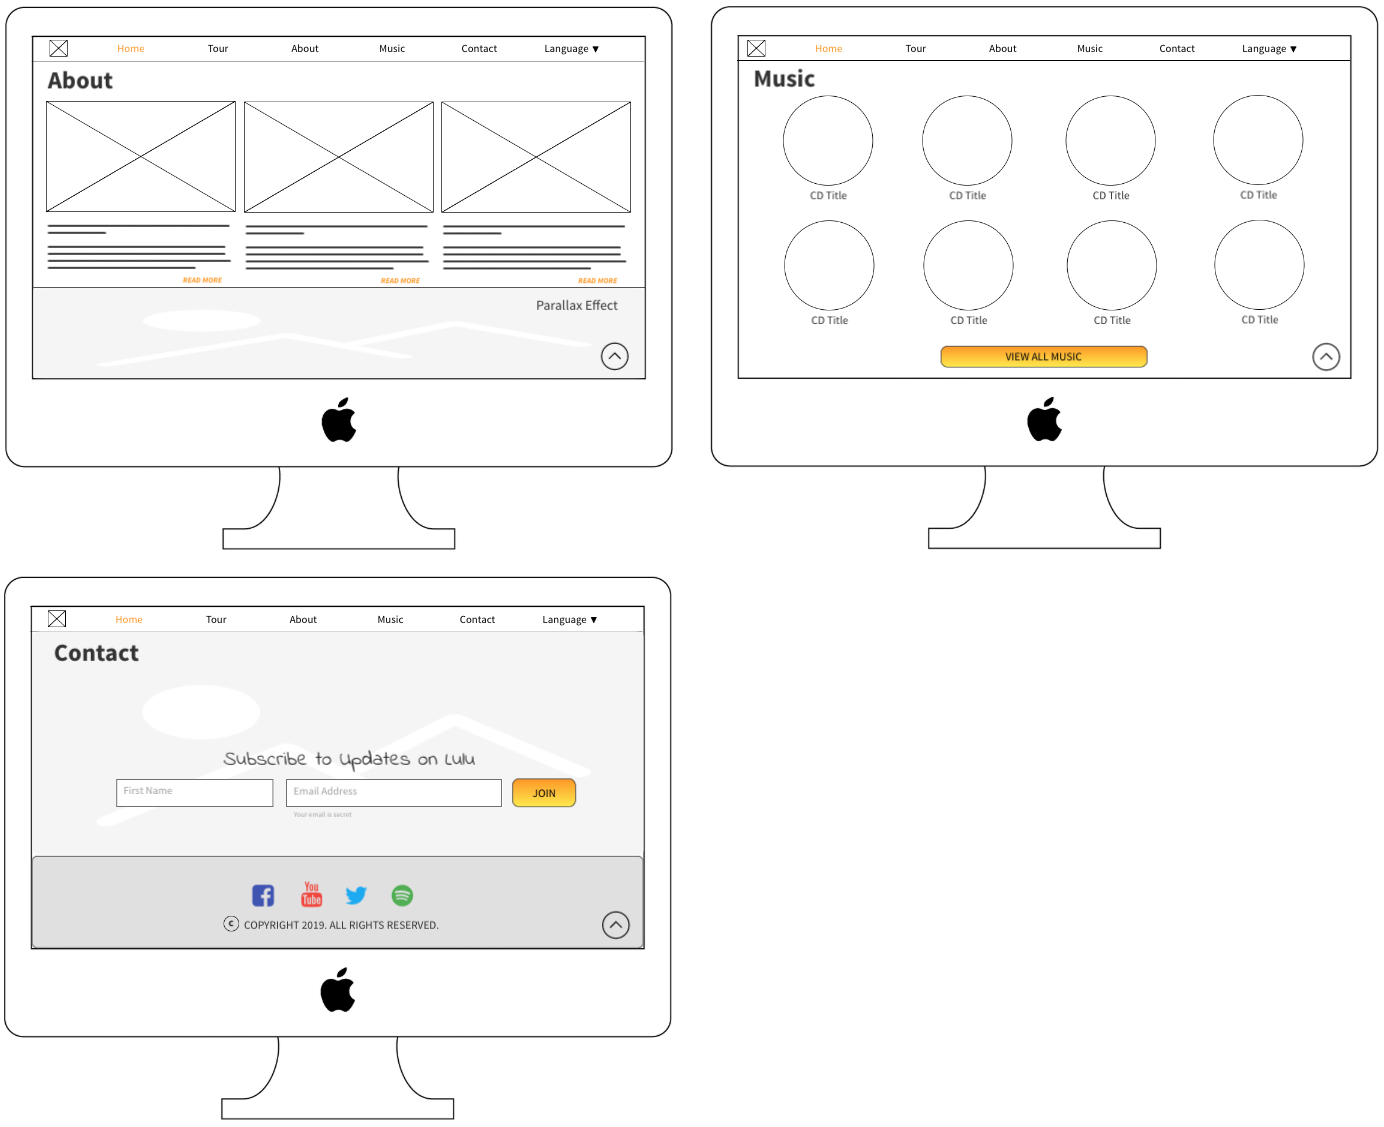 Home Tour About Music Contact Language ▼
About
READ MORE READ MORE READ MORE
Parallax Effect
Home Tour About Music Contact Language ▼
Music
CD Title CD Title CD Title CD Title
CD Title CD Title CD Title CD Title
VIEW ALL MUSIC
Home Tour About Music Contact Language ▼
Contact
Subscribe to Updates on Lulu
First Name Email Address JOIN
Your email is secret
You
Tube
© COPYRIGHT 2019. ALL RIGHTS RESERVED.